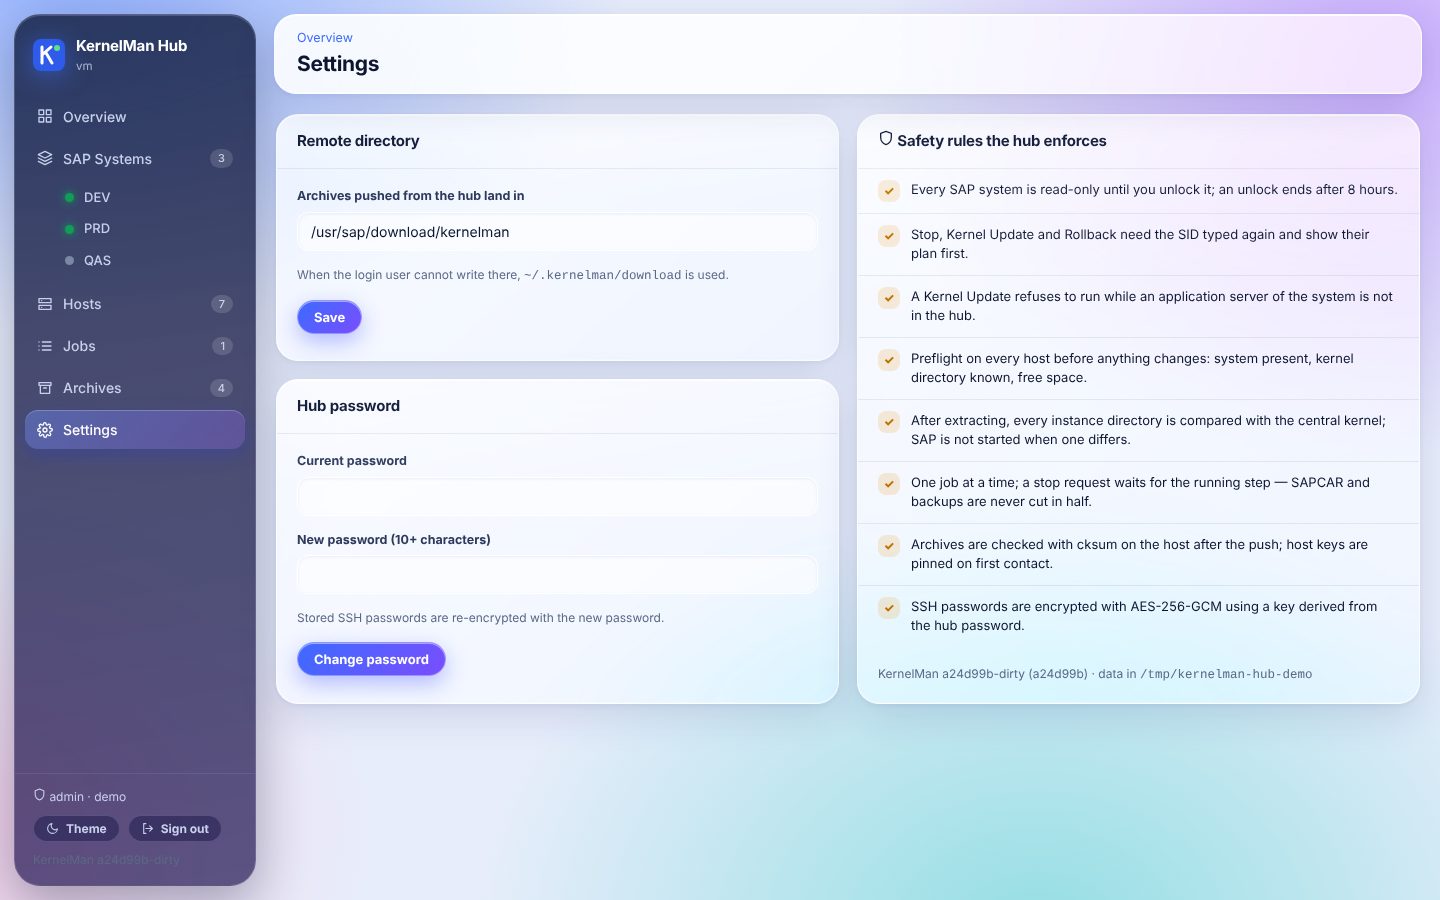 KernelMan Hub
vm
Overview
SAP Systems 3
DEV
PRD
QAS
Hosts 7
Jobs 1
Archives 4
Settings
admin · demo
Theme Sign out
KernelMan a24d99b-dirty
Overview
Settings
Remote directory
Archives pushed from the hub land in
/usr/sap/download/kernelman
When the login user cannot write there, ~/.kernelman/download is used.
Save
Hub password
Current password
New password (10+ characters)
Stored SSH passwords are re-encrypted with the new password.
Change password
Safety rules the hub enforces
Every SAP system is read-only until you unlock it; an unlock ends after 8 hours.
Stop, Kernel Update and Rollback need the SID typed again and show their
plan first.
A Kernel Update refuses to run while an application server of the system is not
in the hub.
Preflight on every host before anything changes: system present, kernel
directory known, free space.
After extracting, every instance directory is compared with the central kernel;
SAP is not started when one differs.
One job at a time; a stop request waits for the running step — SAPCAR and
backups are never cut in half.
Archives are checked with cksum on the host after the push; host keys are
pinned on first contact.
SSH passwords are encrypted with AES-256-GCM using a key derived from
the hub password.
KernelMan a24d99b-dirty (a24d99b) · data in /tmp/kernelman-hub-demo